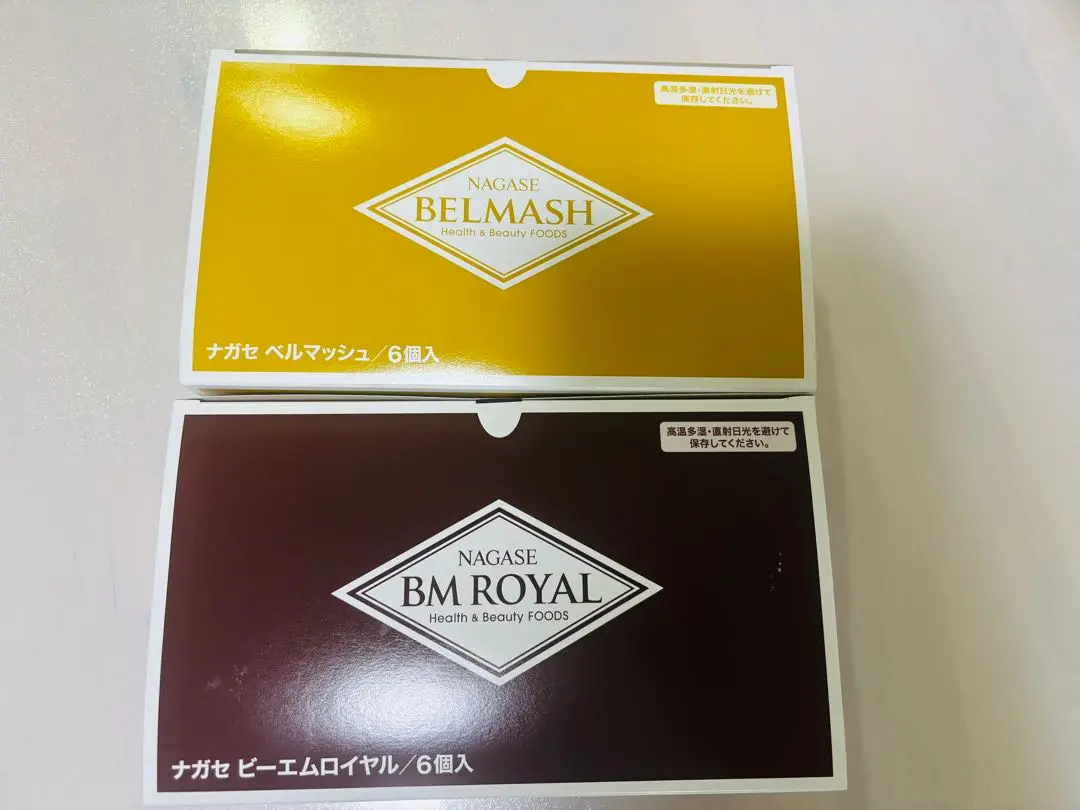 高温多湿・直射日光を避けて
保存してください。
NAGASE
BELMASH
Health & Beauty FOODS
ナガセ ベルマッシュ/6個入
高温多湿・直射日光を避けて
保存してください。
NAGASE
BM ROYAL
Health & Beauty FOODS
ナガセ ビーエムロイヤル/6個入